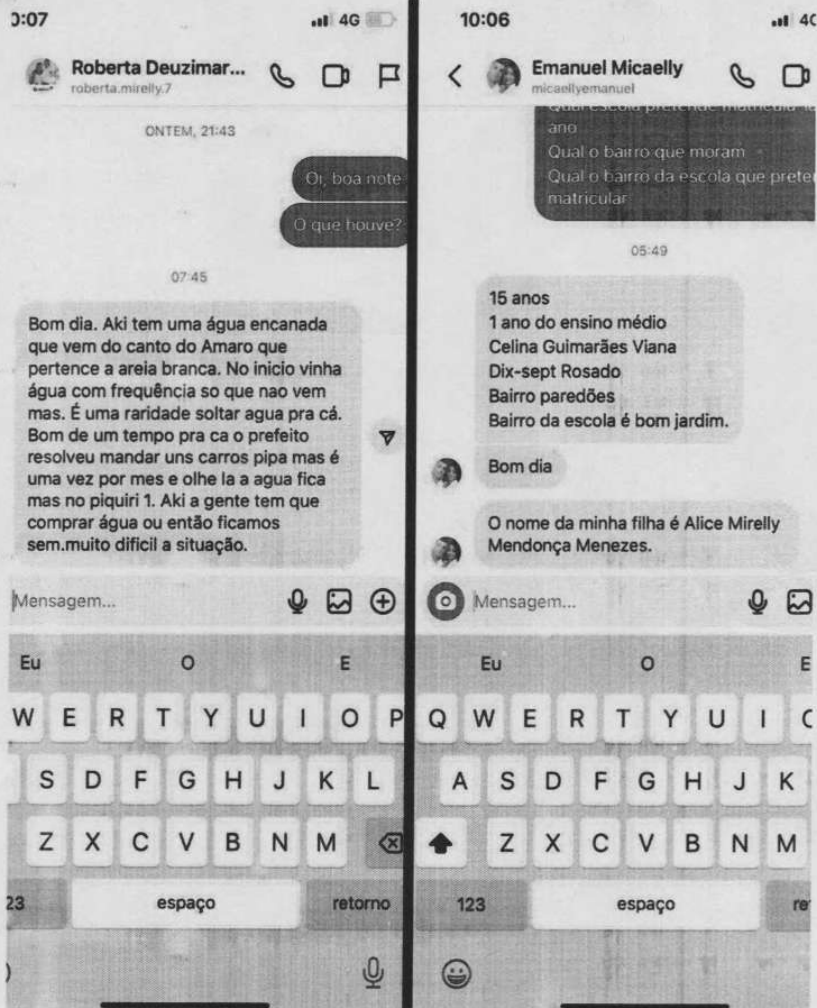 0:07
4G
Roberta Deuzimar...
roberta.mirelly.7
ONTEM, 21:43
Oi, boa note
O que houve?
07:45
Bom dia. Aki tem uma água encanada
que vem do canto do Amaro que
pertence a areia branca. No inicio vinha
água com frequência so que nao vem
mas. É uma raridade soltar agua pra cá.
Bom de um tempo pra ca o prefeito
resolveu mandar uns carros pipa mas é
uma vez por mes e olhe la a agua fica
mas no piquiri 1. Aki a gente tem que
comprar água ou então ficamos
sem.muito dificil a situação.
Mensagem...
Eu O E
W E R T Y U I O P
S D F G H J K L
Z X C V B N M
23 espaço retorno
10:06
4G
Emanuel Micaelly
micaellyemanuel
Qual escola pretende
ano
Qual o bairro que moram
Qual o bairro da escola que preten
matricular
05:49
15 anos
1 ano do ensino médio
Celina Guimarães Viana
Dix-sept Rosado
Bairro paredões
Bairro da escola é bom jardim.
Bom dia
O nome da minha filha é Alice Mirelly
Mendonça Menezes.
Mensagem...
Eu O E
Q W E R T Y U I
A S D F G H J K
Z X C V B N M
123 espaço re